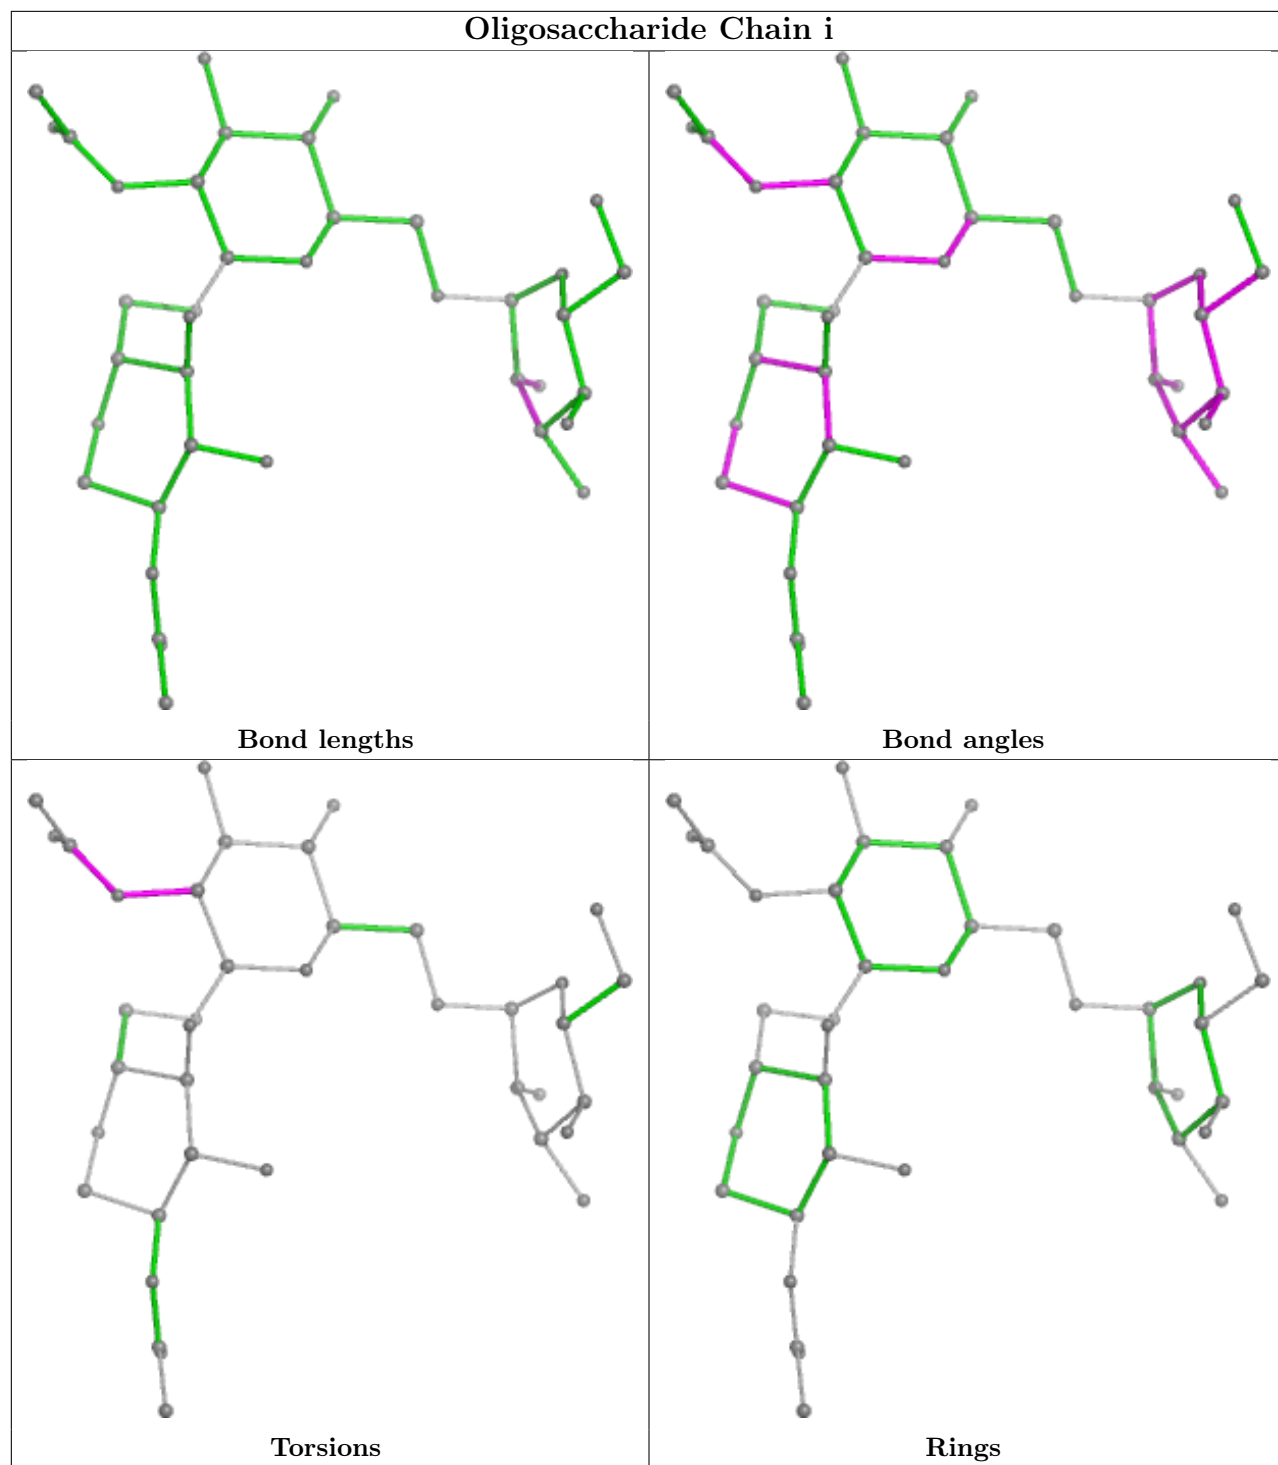 Oligosaccharide Chain i
Bond lengths
Bond angles
Torsions
Rings